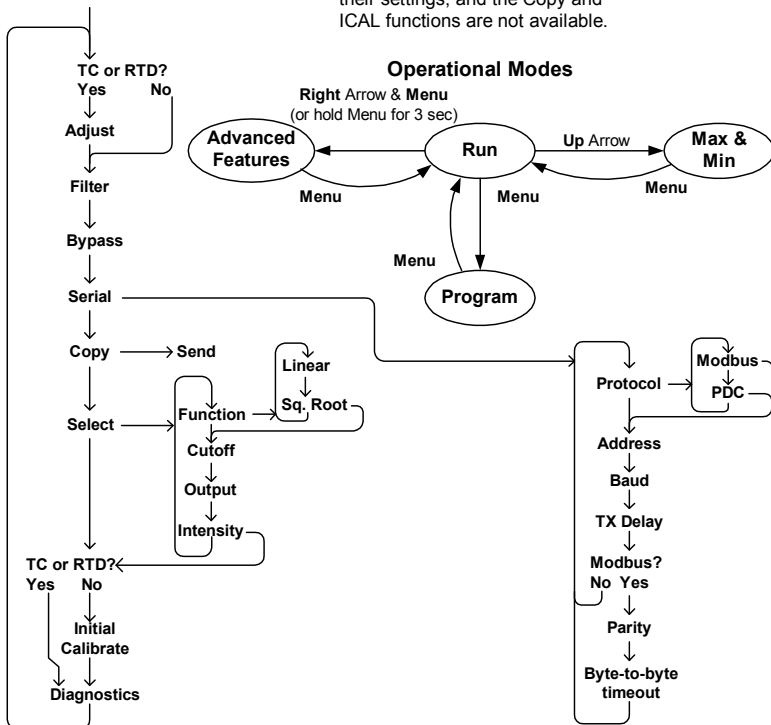 their settings, and the Copy and
ICAL functions are not available.
Operational Modes
Right Arrow & Menu
(or hold Menu for 3 sec)
Advanced
Features
Run
Up Arrow
Max &
Min
Menu
Menu
Menu
Menu
Program
TC or RTD?
Yes No
Adjust
Filter
Bypass
Serial
Copy
Send
Select
Function
Linear
Sq. Root
Cutoff
Output
Intensity
TC or RTD?
Yes No
Initial
Calibrate
Diagnostics
Protocol
Modbus
PDC
Address
Baud
TX Delay
Modbus?
No Yes
Parity
Byte-to-byte
timeout